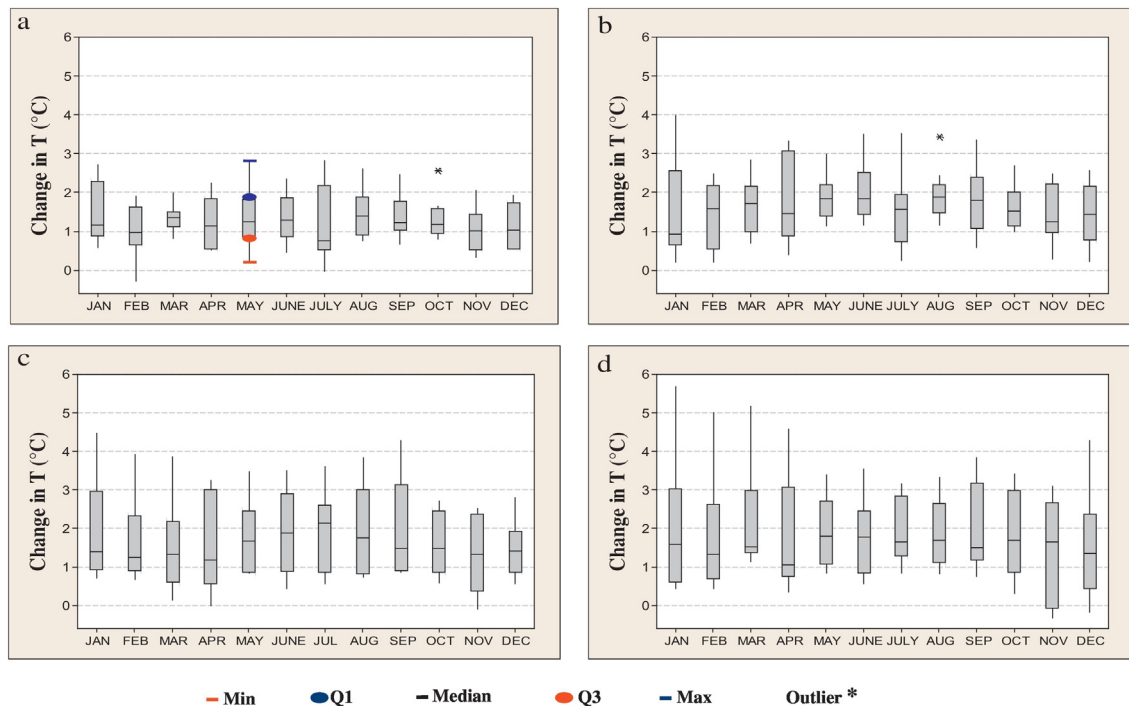 a
6
5
4
3
2
1
0
Change in T (°C)
*
JAN FEB MAR APR MAY JUNE JULY AUG SEP OCT NOV DEC
b
6
5
4
3
2
1
0
Change in T (°C)
*
JAN FEB MAR APR MAY JUNE JULY AUG SEP OCT NOV DEC
c
6
5
4
3
2
1
0
Change in T (°C)
JAN FEB MAR APR MAY JUNE JUL AUG SEP OCT NOV DEC
d
6
5
4
3
2
1
0
Change in T (°C)
JAN FEB MAR APR MAY JUNE JULY AUG SEP OCT NOV DEC
Min Q1 Median Q3 Max Outlier *